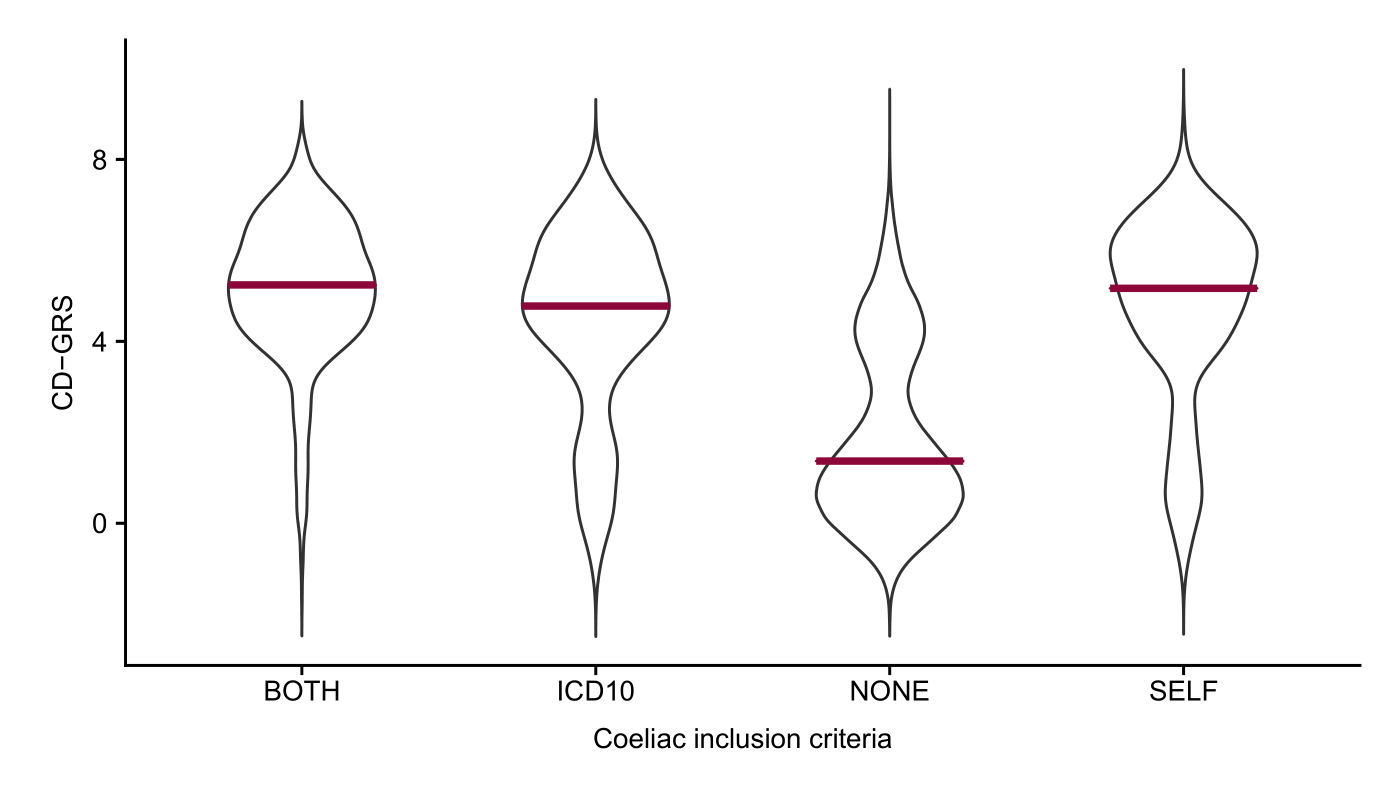 CD−GRS
8
4
0
BOTH ICD10 NONE SELF
Coeliac inclusion criteria